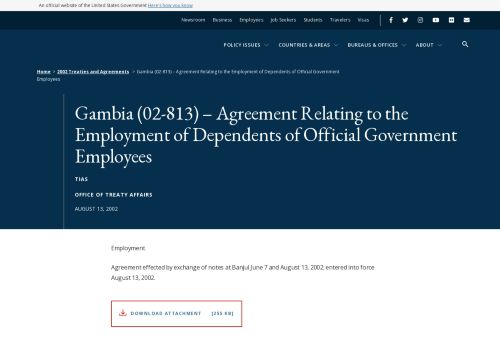 An official website of the United States Government Here's how you know
Newsroom Business Employees Job Seekers Students Travelers Visas
POLICY ISSUES COUNTRIES & AREAS BUREAUS & OFFICES ABOUT
Home > 2002 Treaties and Agreements > Gambia (02-813) – Agreement Relating to the Employment of Dependents of Official Government
Employees
Gambia (02-813) – Agreement Relating to the
Employment of Dependents of Official Government
Employees
TIAS
OFFICE OF TREATY AFFAIRS
AUGUST 13, 2002
Employment
Agreement effected by exchange of notes at Banjul June 7 and August 13, 2002; entered into force
August 13, 2002.
DOWNLOAD ATTACHMENT [255 KB]